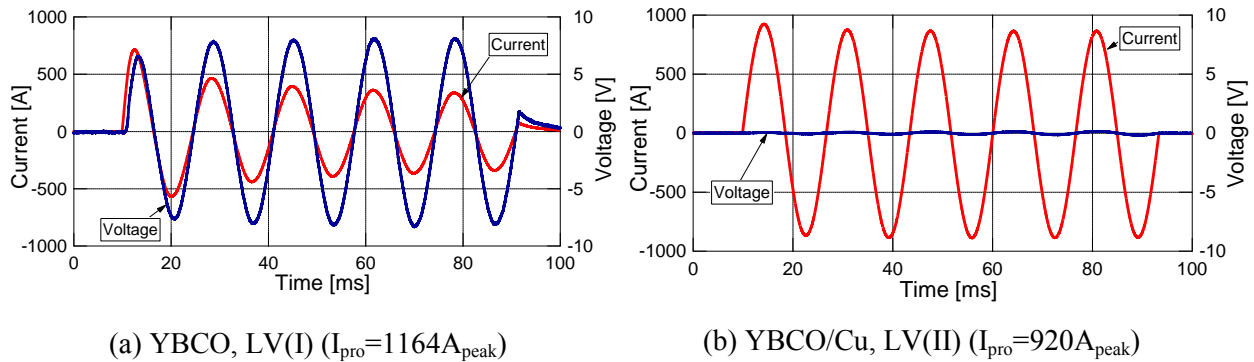 1000
500
0
-500
-1000
Current [A]
10
5
0
-5
-10
Voltage [V]
Current
Voltage
0
20
40
60
80
100
Time [ms]
(a) YBCO, LV(I) (Ipro=1164Apeak)
1000
500
0
-500
-1000
Current [A]
10
5
0
-5
-10
Voltage [V]
Current
Voltage
0
20
40
60
80
100
Time [ms]
(b) YBCO/Cu, LV(II) (Ipro=920Apeak)